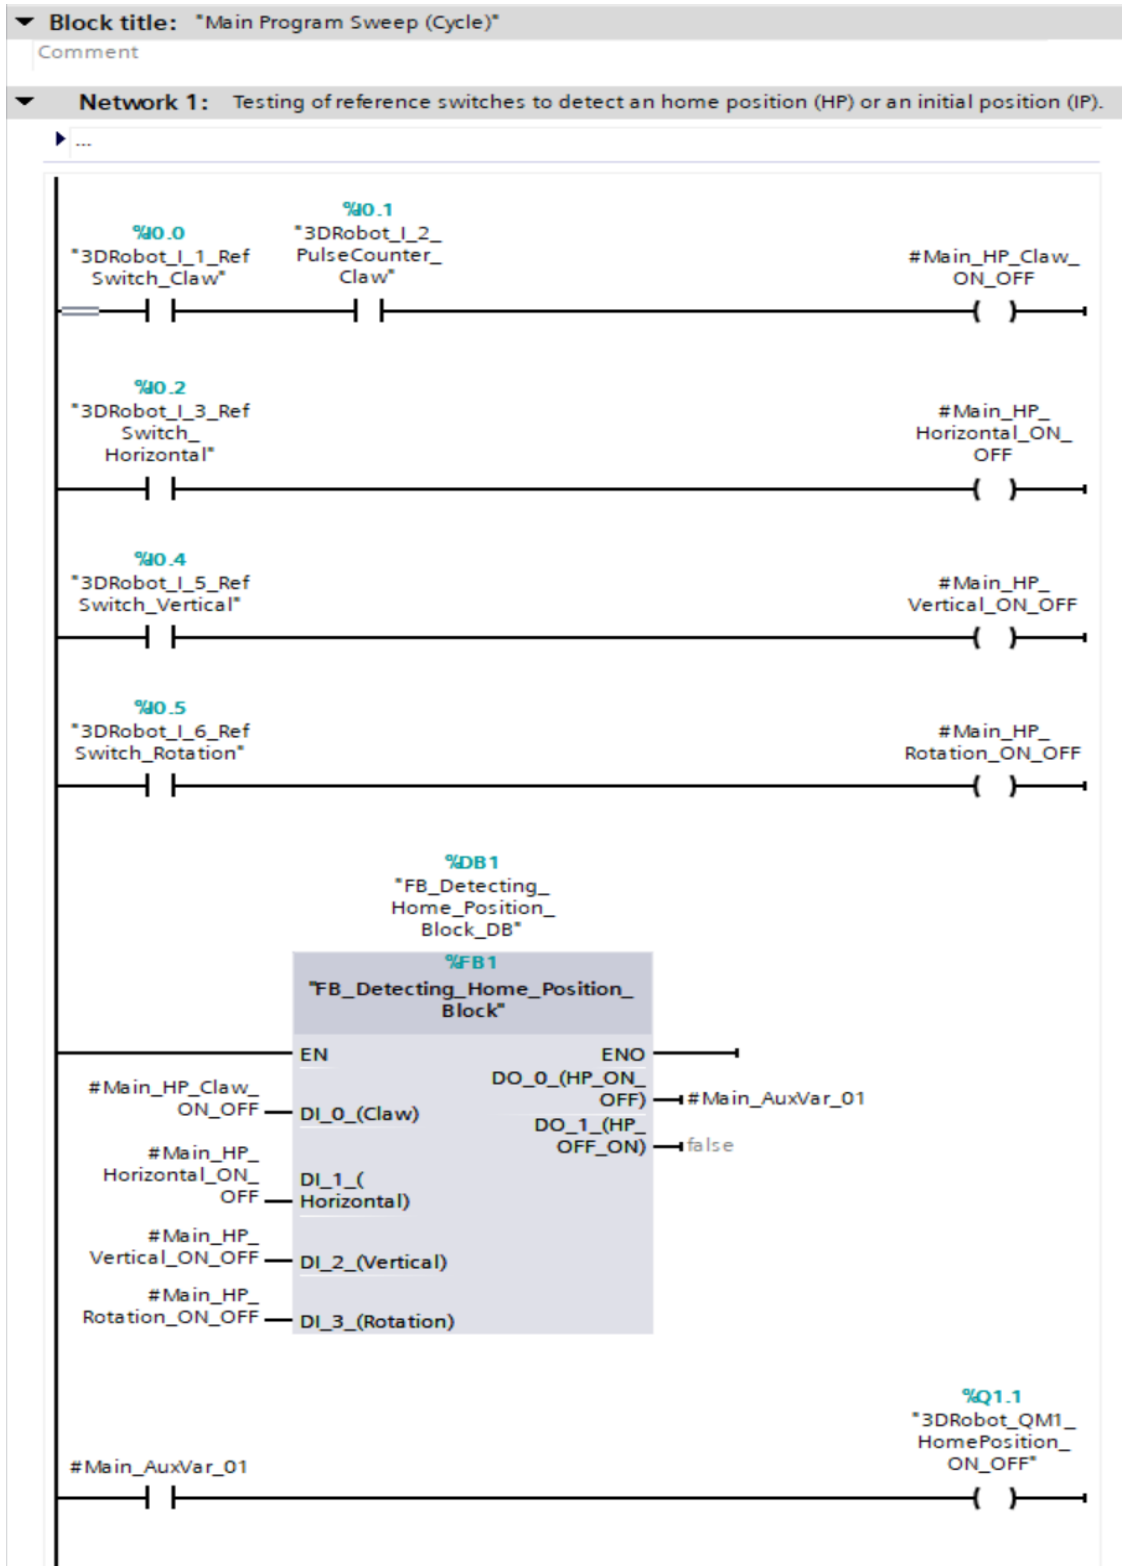 Block title: "Main Program Sweep (Cycle)"
Comment
Network 1: Testing of reference switches to detect an home position (HP) or an initial position (IP).
...
%I0.0
"3DRobot_I_1_Ref
Switch_Claw"
%I0.1
"3DRobot_I_2_
PulseCounter_
Claw"
#Main_HP_Claw_
ON_OFF
%I0.2
"3DRobot_I_3_Ref
Switch_
Horizontal"
#Main_HP_
Horizontal_ON_
OFF
%I0.4
"3DRobot_I_5_Ref
Switch_Vertical"
#Main_HP_
Vertical_ON_OFF
%I0.5
"3DRobot_I_6_Ref
Switch_Rotation"
#Main_HP_
Rotation_ON_OFF
%DB1
"FB_Detecting_
Home_Position_
Block_DB"
%FB1
"FB_Detecting_Home_Position_
Block"
EN
ENO
#Main_HP_Claw_
ON_OFF
DI_0_(Claw)
DO_0_(HP_ON_
OFF)
#Main_AuxVar_01
DO_1_(HP_
OFF_ON)
false
#Main_HP_
Horizontal_ON_
OFF
DI_1_(
Horizontal)
#Main_HP_
Vertical_ON_OFF
DI_2_(Vertical)
#Main_HP_
Rotation_ON_OFF
DI_3_(Rotation)
#Main_AuxVar_01
%Q1.1
"3DRobot_QM1_
HomePosition_
ON_OFF"